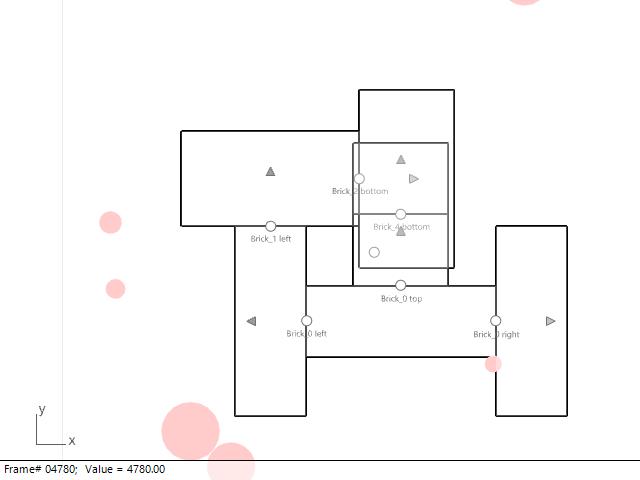 Brick_2 bottom
Brick_4 bottom
Brick_1 left
Brick_0 top
Brick_0 left
Brick_0 right
y
x
Frame# 04780;  Value = 4780.00